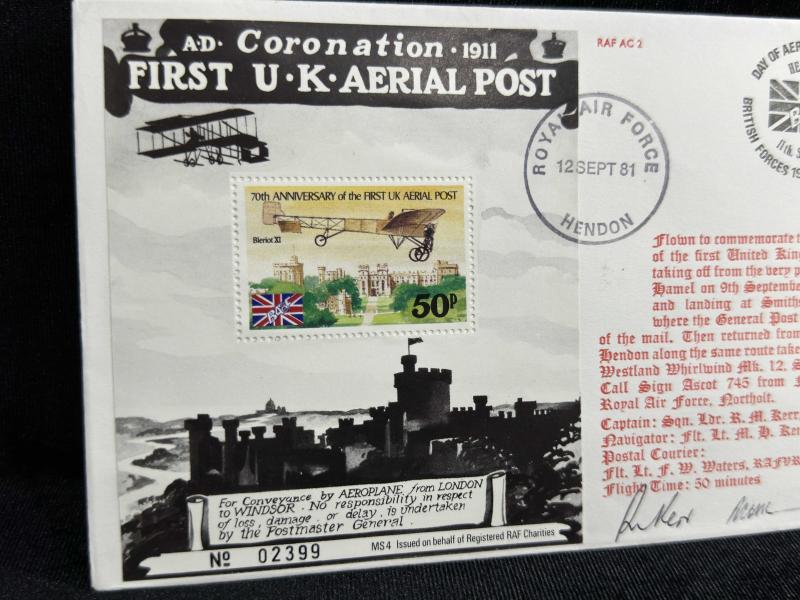 A·D· Coronation · 1911
FIRST U·K·AERIAL POST
70th ANNIVERSARY of the FIRST UK AERIAL POST
Bleriot XI
50p
For Conveyance by AEROPLANE from LONDON
to WINDSOR. No responsibility in respect
of loss, damage or delay is undertaken
by the Postmaster General.
No 02399
MS4 Issued on behalf of Registered RAF Charities
RAF AC 2
ROYAL AIR FORCE
12 SEPT 81
HENDON
DAY OF AER
HE
11th S
BRITISH FORCES 19
Flown to commemorate t
of the first United King
taking off from the very p
Hamel on 9th September
and landing at Smiths
where the General Post
of the mail. Then returned from
Hendon along the same route take
Westland Whirlwind Mk. 12, S
Call Sign Ascot 745 from
Royal Air Force, Northolt.
Captain: Sqn. Ldr. R. M. Kerr
Navigator: Flt. Lt. M. H. Ke
Postal Courier:
Flt. Lt. F. W. Waters, RAFVR
Flight Time: 50 minutes